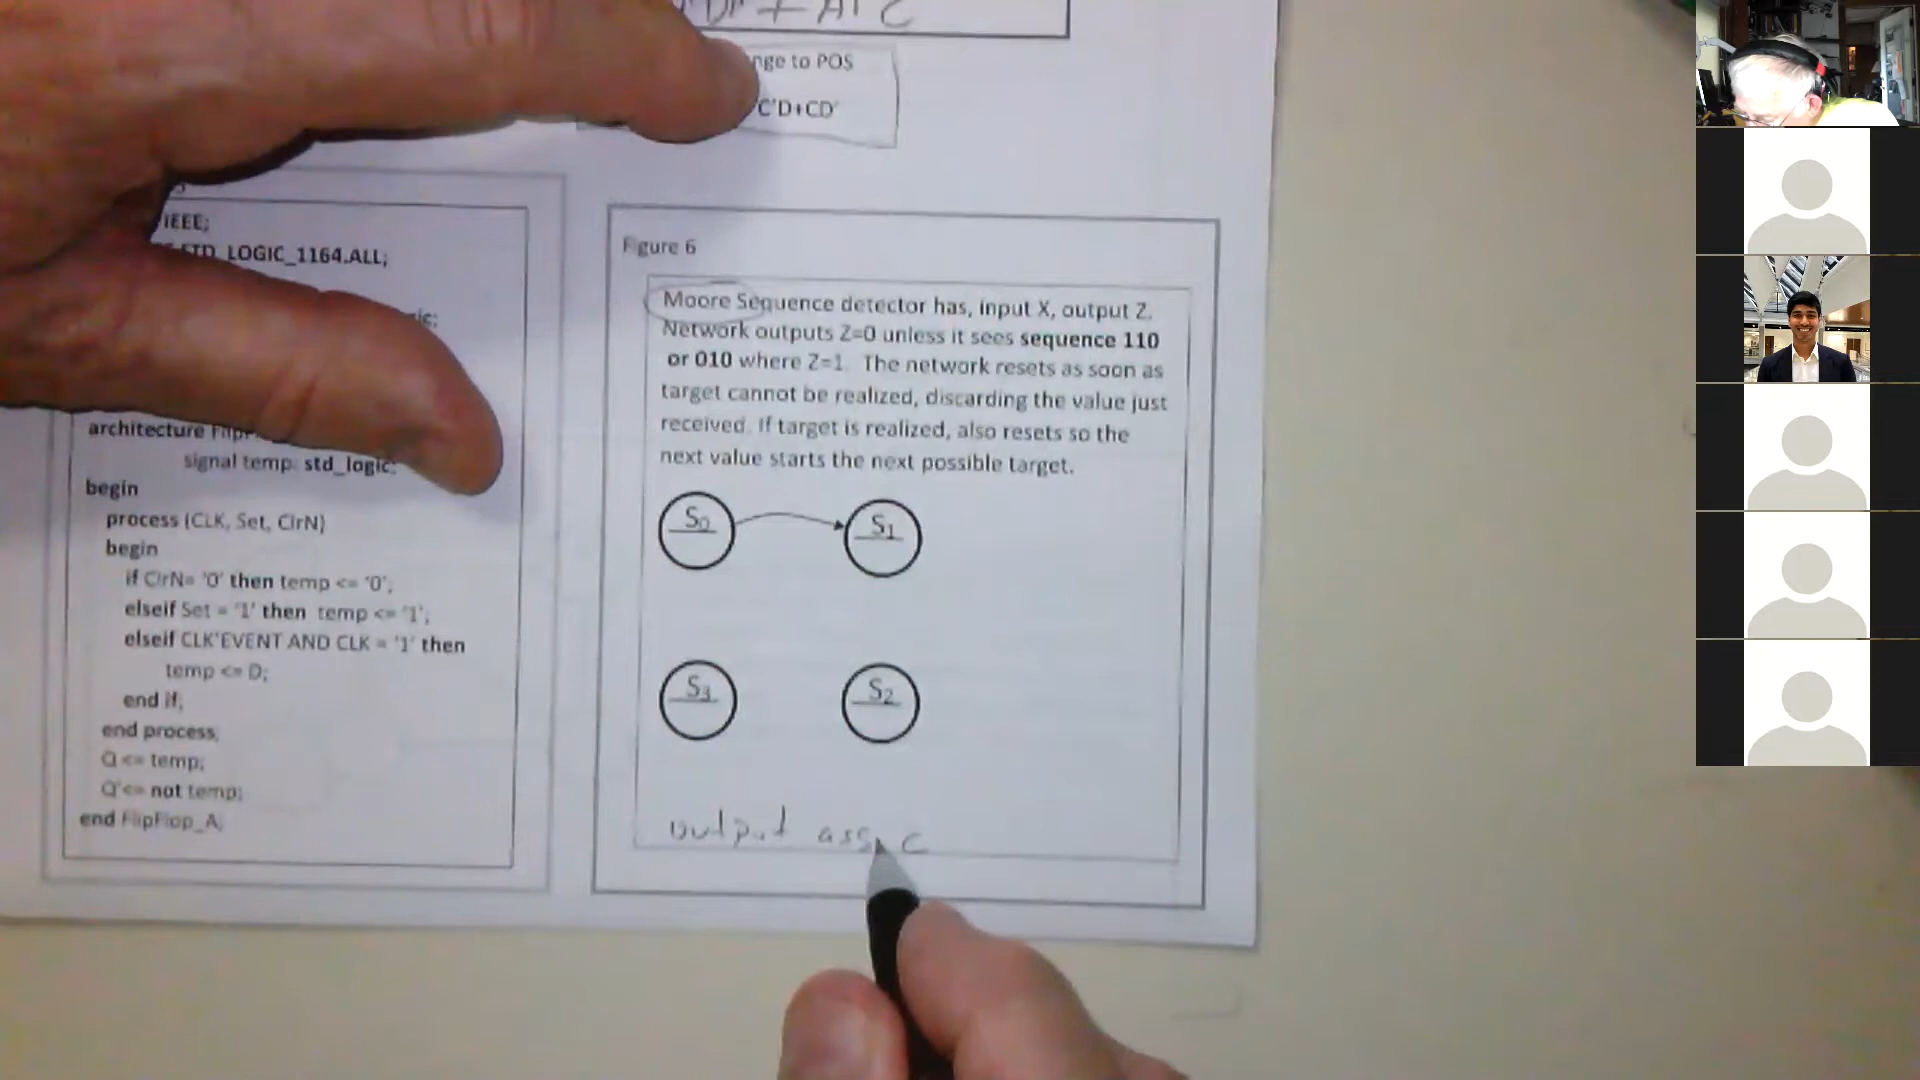 nge to POS
C'D+CD'
IEEE;
STD_LOGIC_1164.ALL;
architecture
signal temp: std_logic;
begin
process (CLK, Set, ClrN)
begin
if ClrN= '0' then temp <= '0';
elseif Set = '1' then temp <= '1';
elseif CLK'EVENT AND CLK = '1' then
temp <= D;
end if;
end process;
Q <= temp;
Q'<= not temp;
end FlipFlop_A;
Figure 6
Moore Sequence detector has, input X, output Z.
Network outputs Z=0 unless it sees sequence 110
or 010 where Z=1. The network resets as soon as
target cannot be realized, discarding the value just
received. If target is realized, also resets so the
next value starts the next possible target.
S0 S1
S3 S2
output